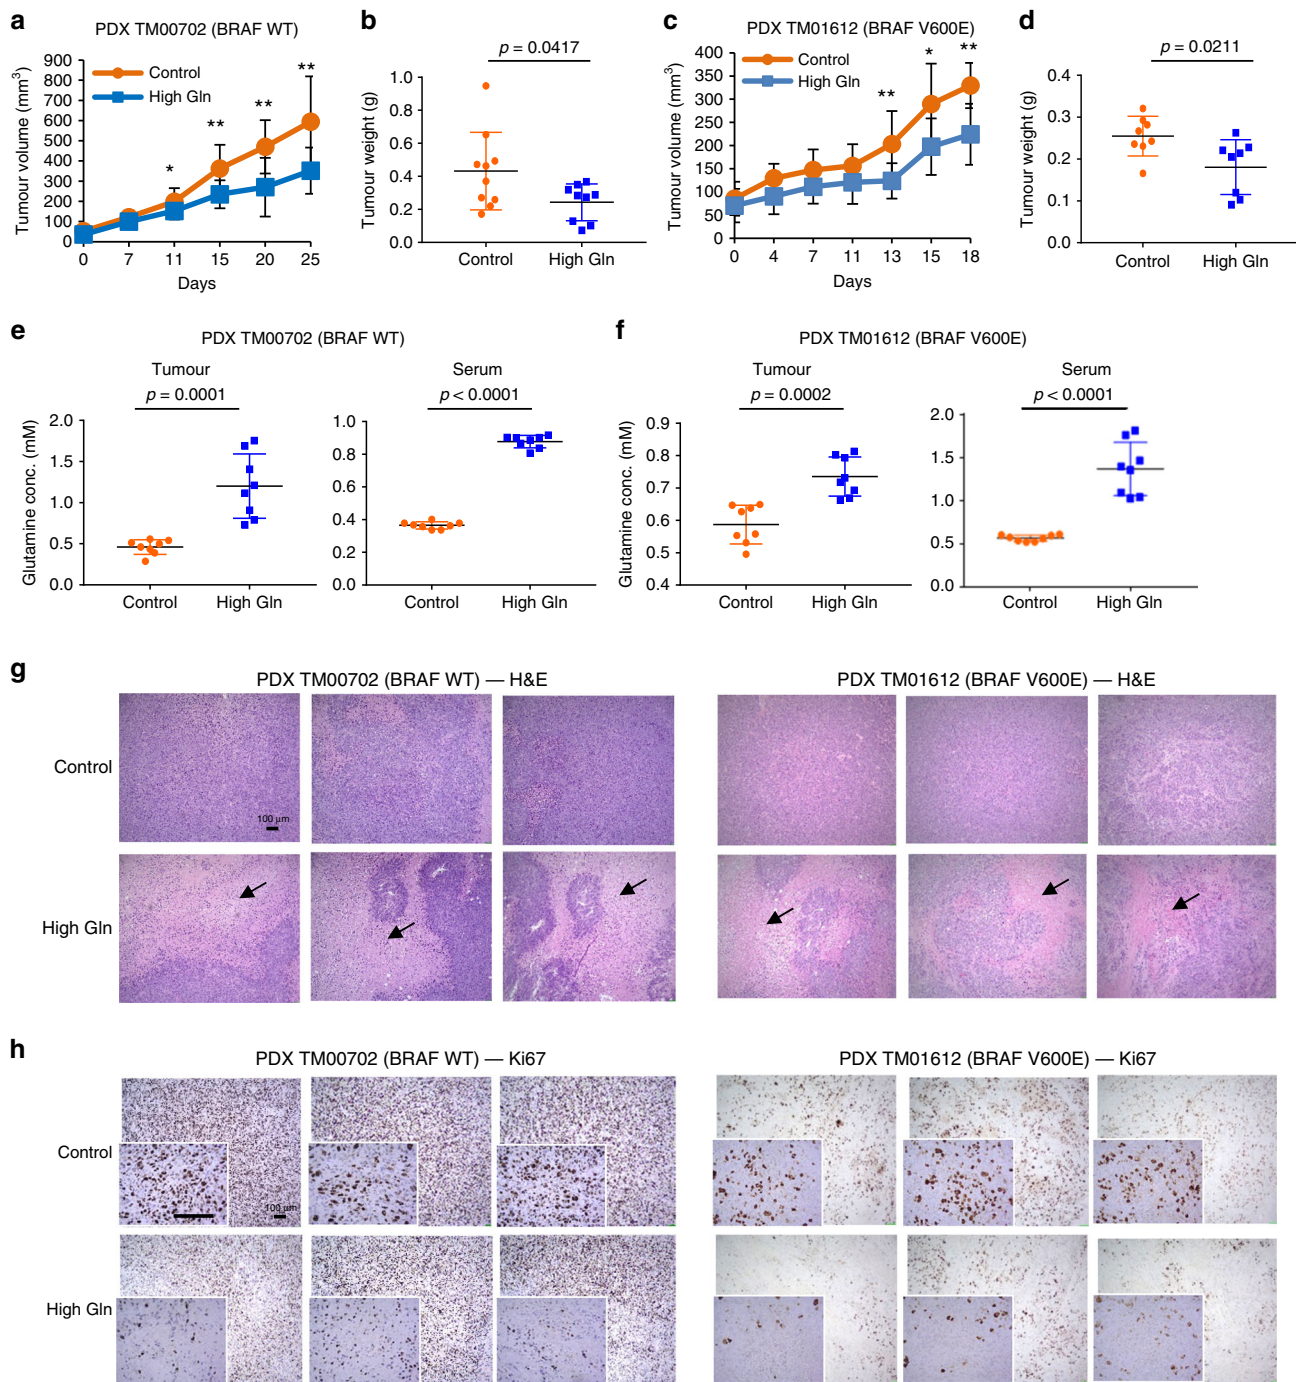 a
PDX TM00702 (BRAF WT)
Tumour volume (mm³)
900
800
700
600
500
400
300
200
100
0
Control
High Gln
*
**
**
**
0 7 11 15 20 25
Days
b
p = 0.0417
Tumour weight (g)
1.0
0.8
0.6
0.4
0.2
0.0
Control High Gln
c
PDX TM01612 (BRAF V600E)
Tumour volume (mm³)
400
350
300
250
200
150
100
50
0
Control
High Gln
**
*
**
0 4 7 11 13 15 18
Days
d
p = 0.0211
Tumour weight (g)
0.4
0.3
0.2
0.1
0.0
Control High Gln
e
PDX TM00702 (BRAF WT)
Tumour
p = 0.0001
Glutamine conc. (mM)
2.0
1.5
1.0
0.5
0.0
Control High Gln
Serum
p < 0.0001
1.0
0.8
0.6
0.4
0.2
0.0
Control High Gln
f
PDX TM01612 (BRAF V600E)
Tumour
p = 0.0002
Glutamine conc. (mM)
0.9
0.8
0.7
0.6
0.5
0.4
Control High Gln
Serum
p < 0.0001
2.0
1.5
1.0
0.5
0.0
Control High Gln
g
PDX TM00702 (BRAF WT) — H&E
PDX TM01612 (BRAF V600E) — H&E
Control
100 µm
High Gln
h
PDX TM00702 (BRAF WT) — Ki67
PDX TM01612 (BRAF V600E) — Ki67
Control
100 µm
High Gln